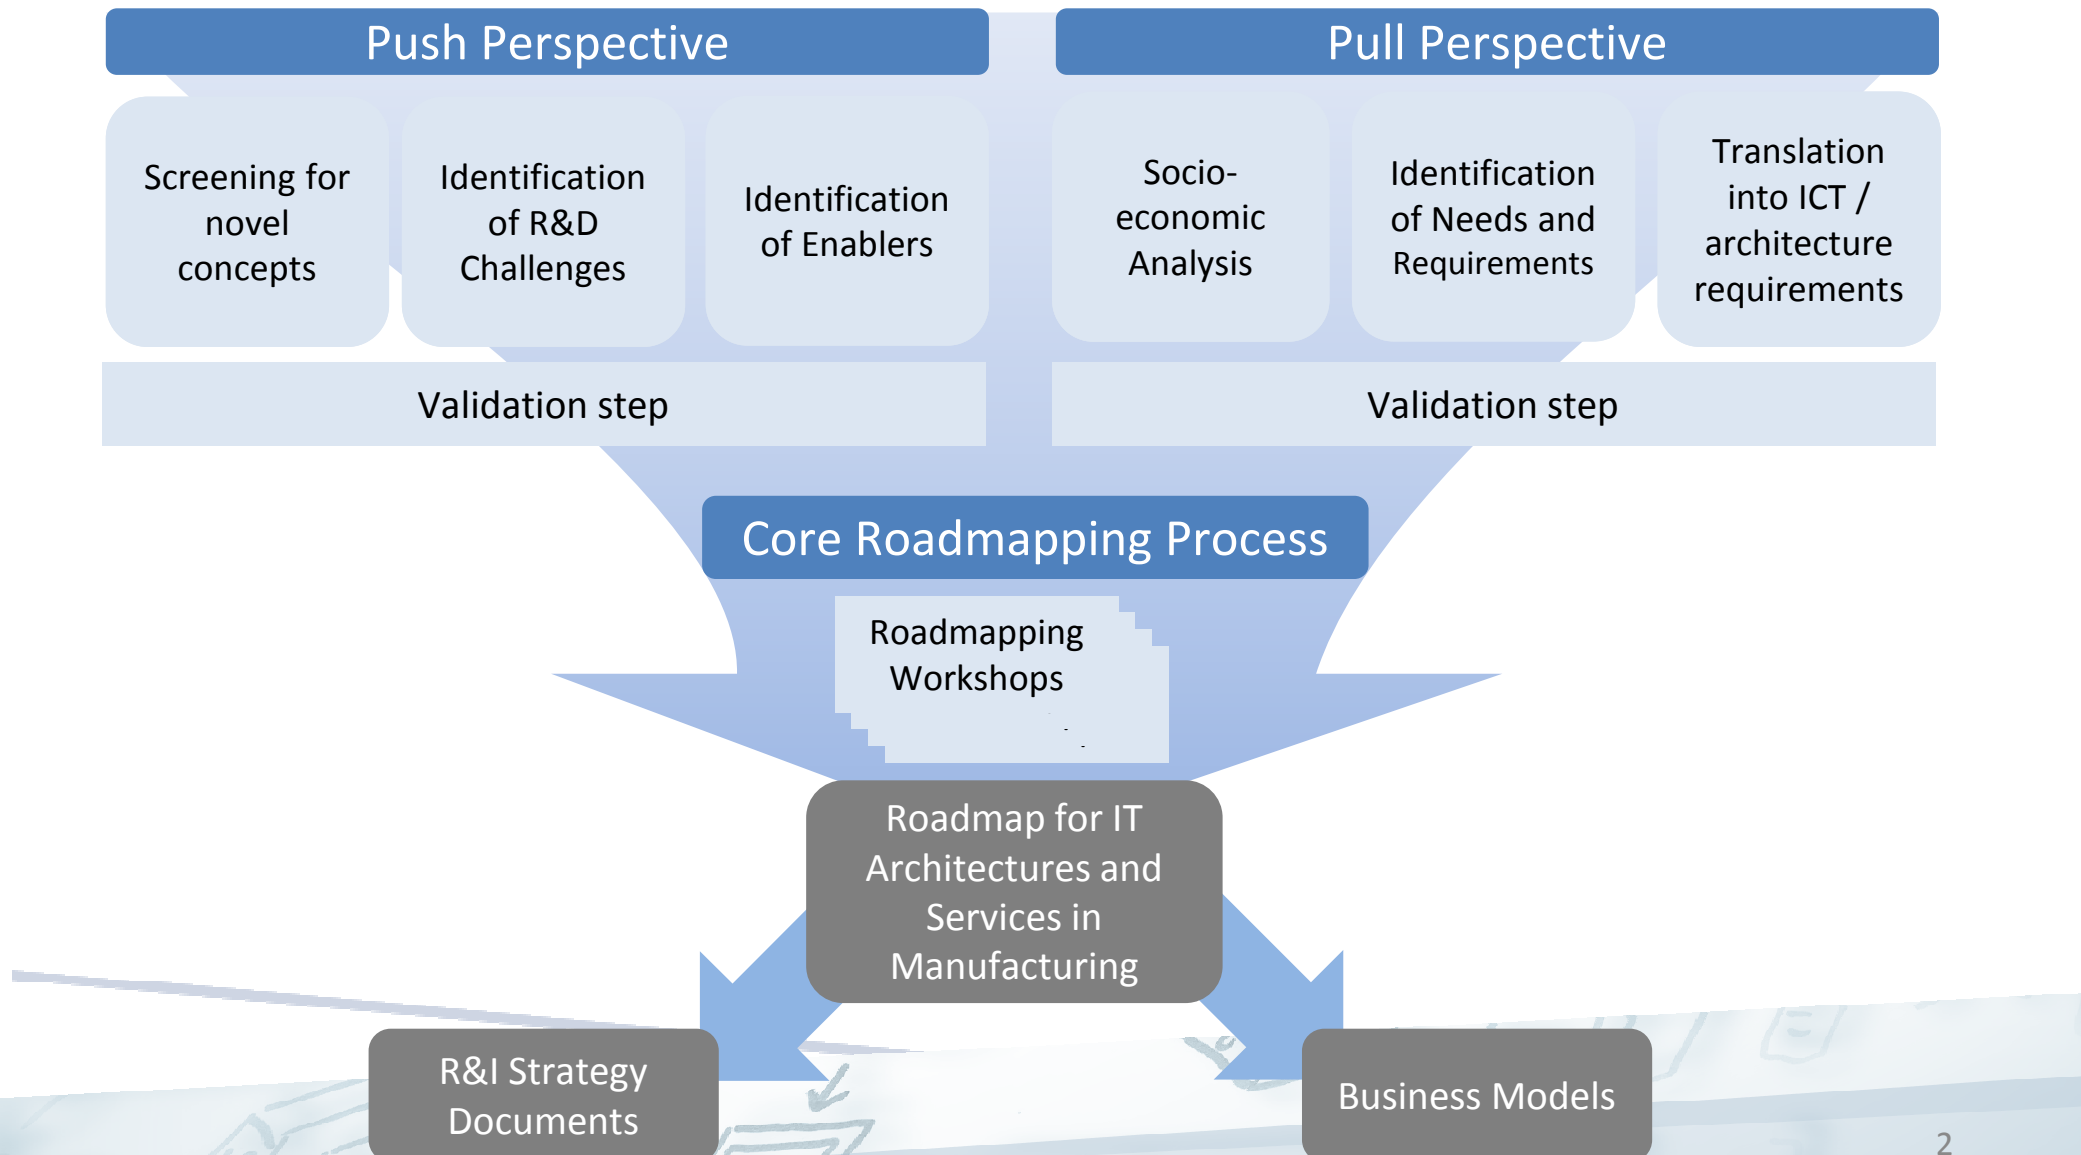 Push Perspective
Pull Perspective
Screening for
novel
concepts
Identification
of R&D
Challenges
Identification
of Enablers
Socio-
economic
Analysis
Identification
of Needs and
Requirements
Translation
into ICT /
architecture
requirements
Validation step
Validation step
Core Roadmapping Process
Roadmapping
Workshops
Roadmap for IT
Architectures and
Services in
Manufacturing
R&I Strategy
Documents
Business Models
2